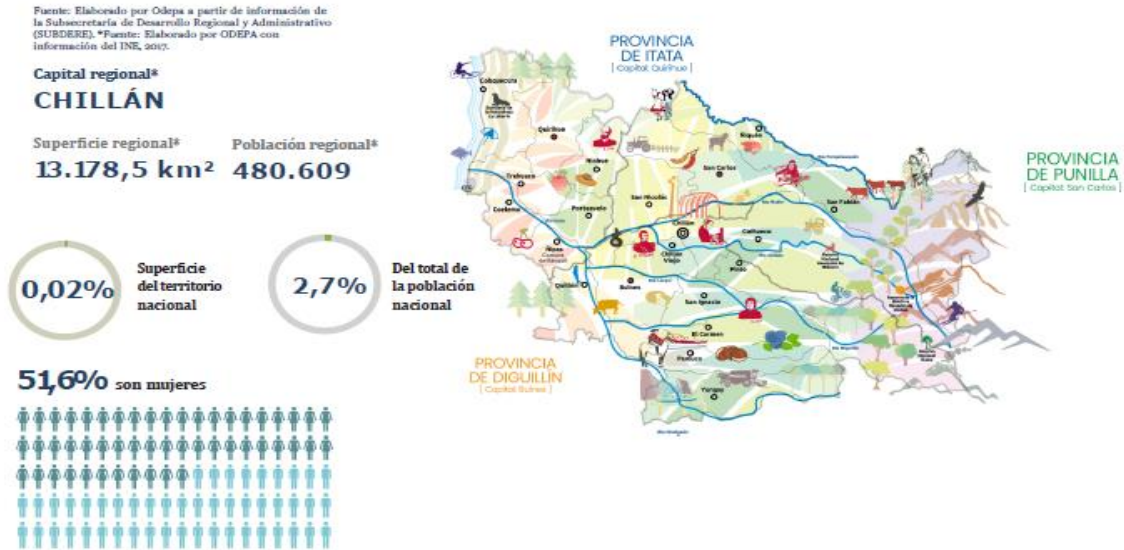 Fuente: Elaborado por Odepa a partir de información de
la Subsecretaría de Desarrollo Regional y Administrativo
(SUBDERE). *Fuente: Elaborado por ODEPA con
información del INE, 2017.
Capital regional*
CHILLÁN
Superficie regional*
13.178,5 km²
Población regional*
480.609
0,02%
Superficie
del territorio
nacional
2,7%
Del total de
la población
nacional
51,6% son mujeres
PROVINCIA
DE ITATA
[ Capital: Quirihue ]
PROVINCIA
DE PUNILLA
[ Capital: San Carlos ]
PROVINCIA
DE DIGUILLÍN
[ Capital: Bulnes ]
Cobquecura
Quirihue
Ninhue
Trehuaco
Coelemu
Portezuelo
Ránquil
Ñiquén
San Carlos
San Nicolás
San Fabián
Chillán
Chillán
Viejo
Coihueco
Pinto
Quillón
Bulnes
San Ignacio
El Carmen
Pemuco
Yungay